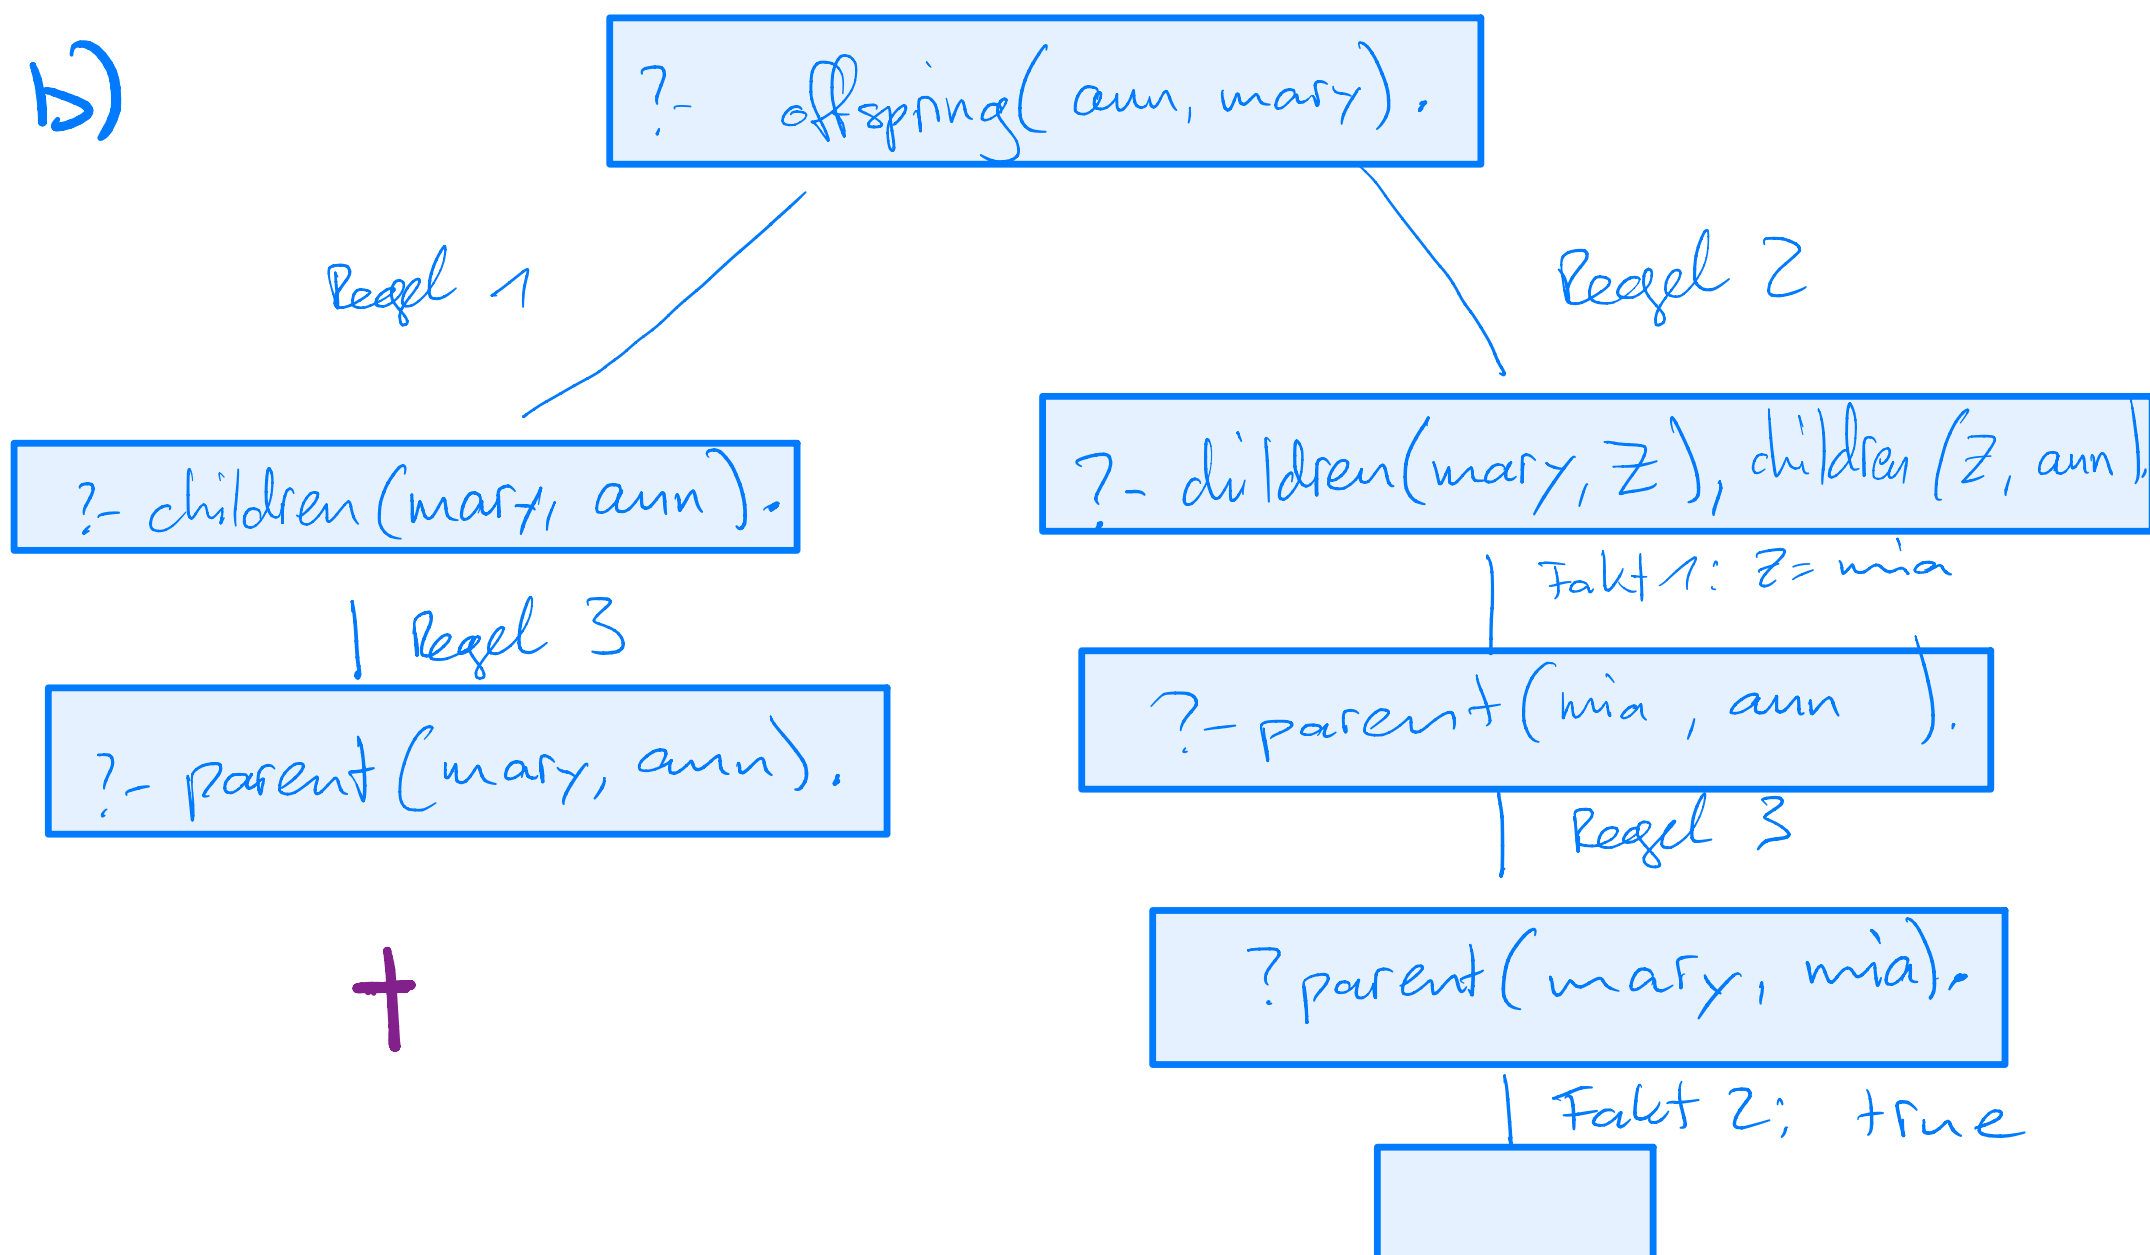 b)
?- offspring(ann, mary).
Regel 1
Regel 2
?- children(mary, ann).
?- children(mary, Z), children(Z, ann).
Fakt 1: Z = mia
Regel 3
?- parent(mia, ann).
?- parent(mary, ann).
Regel 3
? parent(mary, mia).
Fakt 2: true